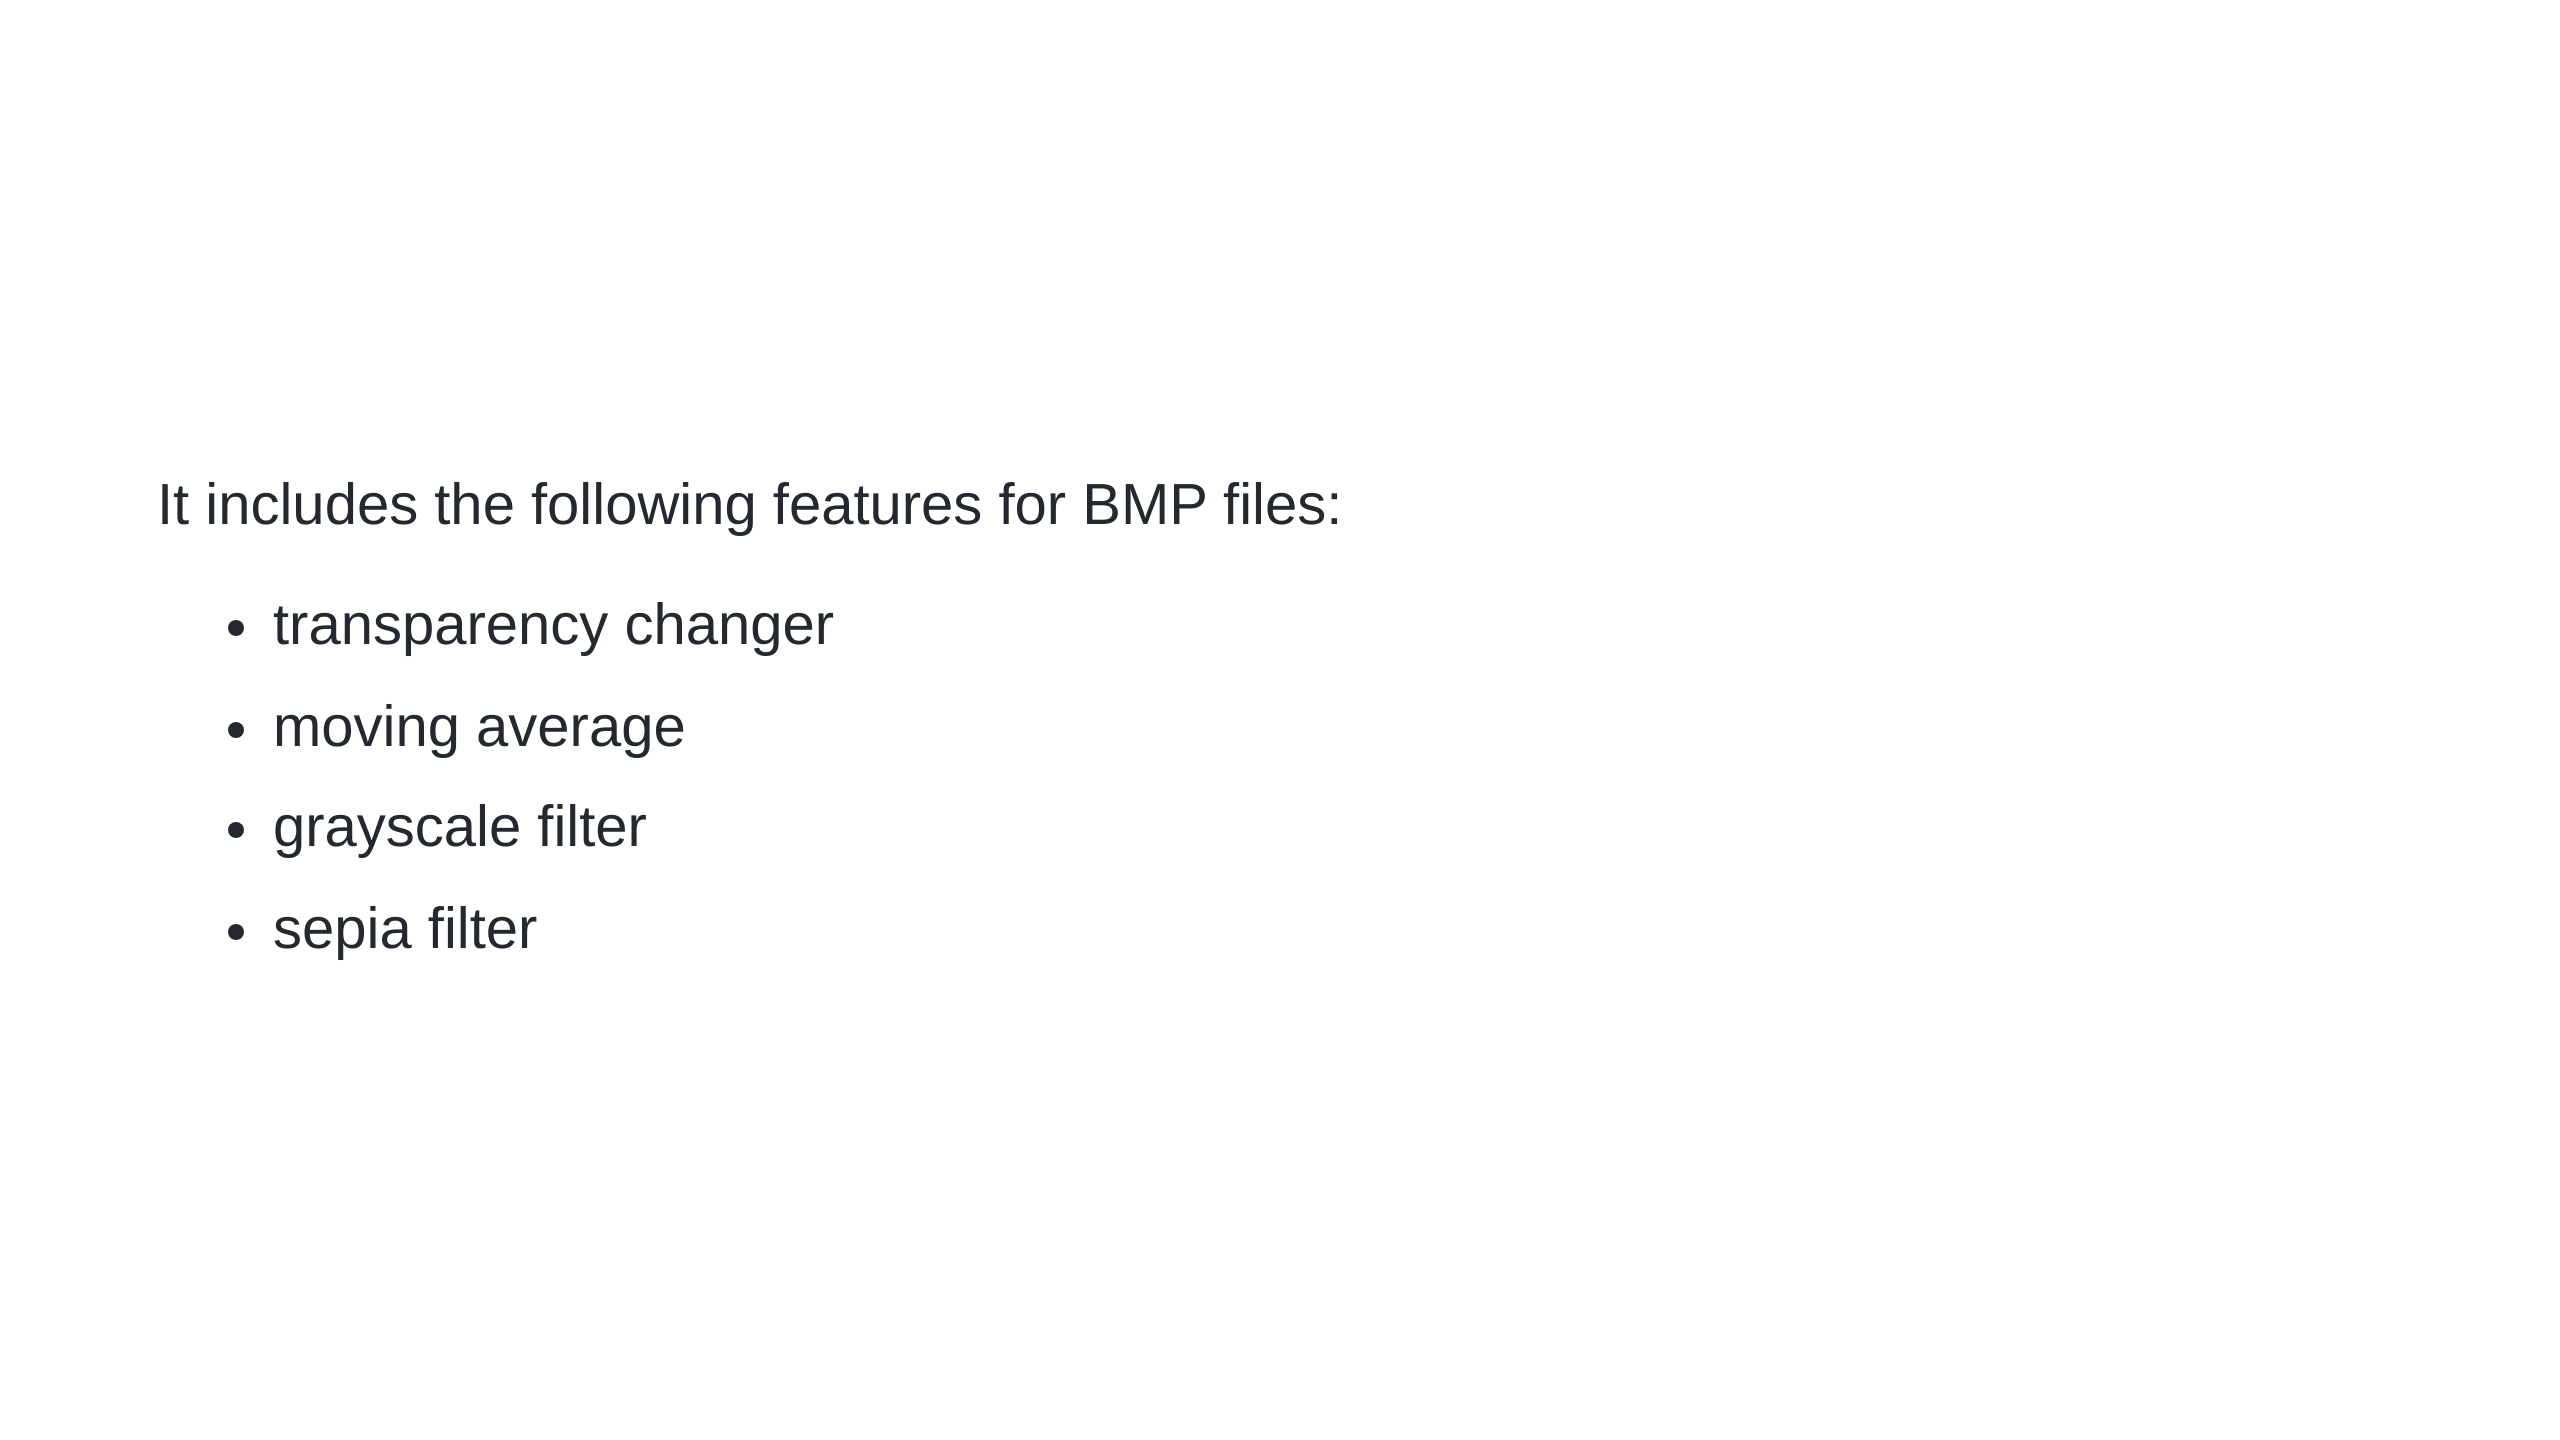 It includes the following features for BMP files:
• transparency changer
• moving average
• grayscale filter
• sepia filter